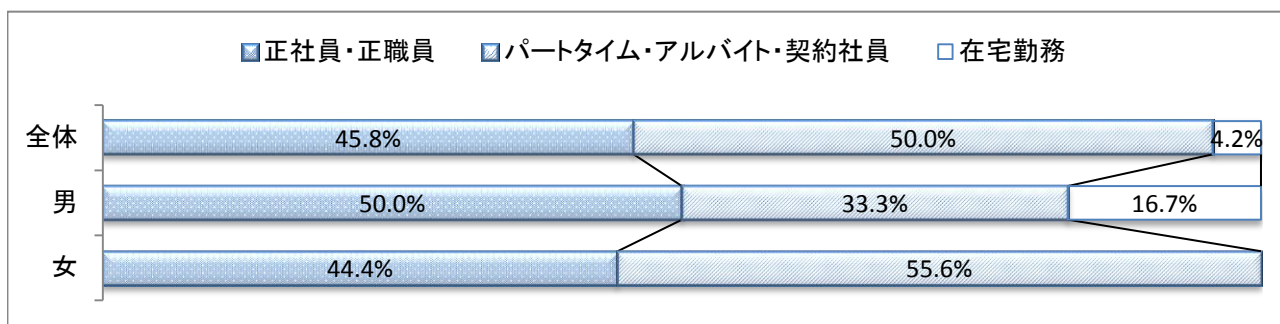 正社員・正職員 パートタイム・アルバイト・契約社員 在宅勤務
全体 45.8% 50.0% 4.2%
男 50.0% 33.3% 16.7%
女 44.4% 55.6%